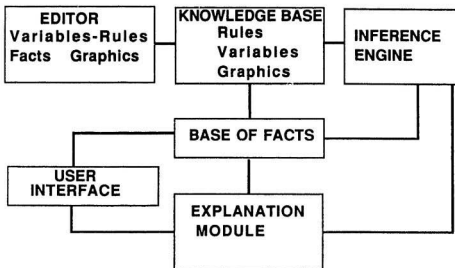 EDITOR
Variables-Rules
Facts Graphics
KNOWLEDGE BASE
Rules
Variables
Graphics
INFERENCE
ENGINE
BASE OF FACTS
USER
INTERFACE
EXPLANATION
MODULE